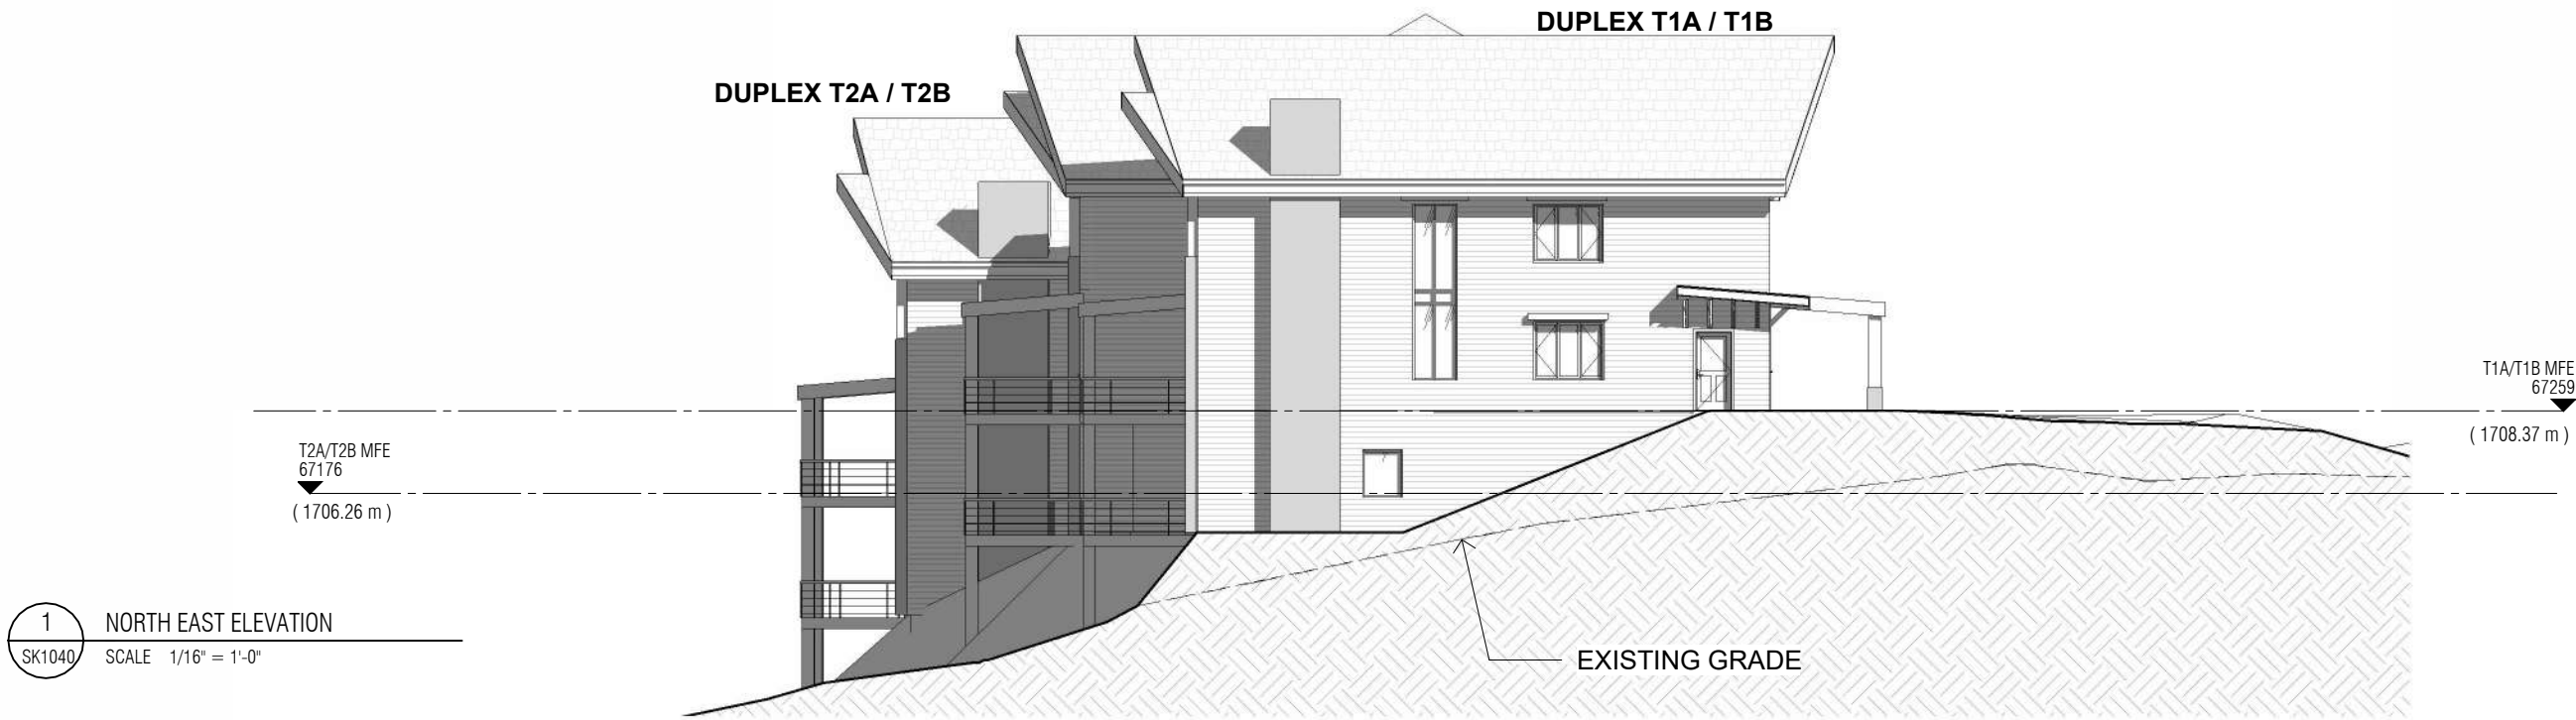 DUPLEX T1A / T1B
DUPLEX T2A / T2B
T1A/T1B MFE
67259
( 1708.37 m )
T2A/T2B MFE
67176
( 1706.26 m )
1
SK1040
NORTH EAST ELEVATION
SCALE 1/16" = 1'-0"
EXISTING GRADE